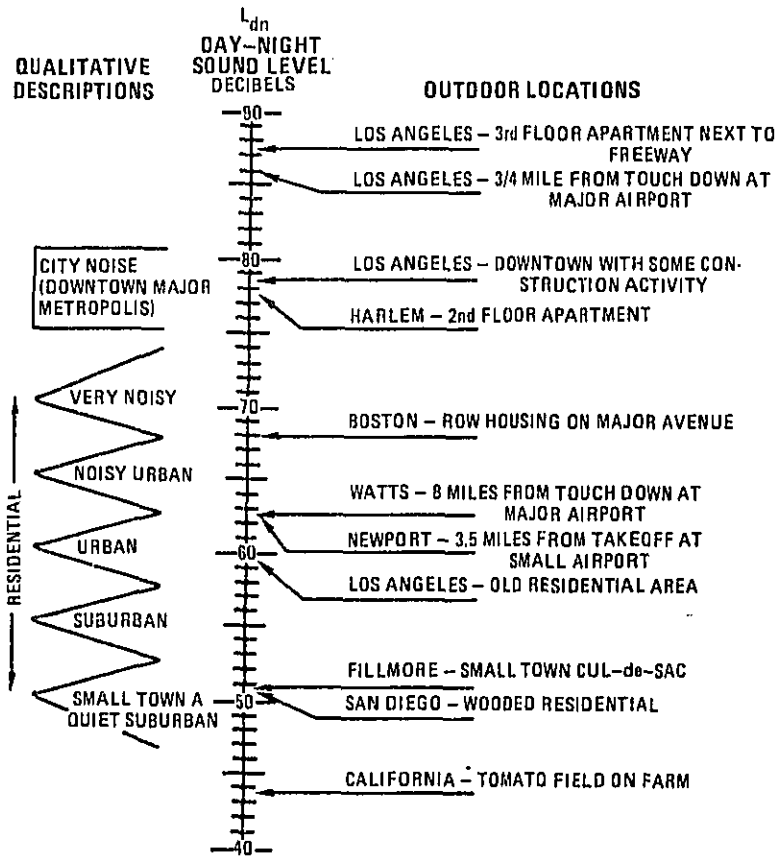 QUALITATIVE
DESCRIPTIONS
Ldn
DAY–NIGHT
SOUND LEVEL
DECIBELS
OUTDOOR LOCATIONS
90
LOS ANGELES – 3rd FLOOR APARTMENT NEXT TO
FREEWAY
LOS ANGELES – 3/4 MILE FROM TOUCH DOWN AT
MAJOR AIRPORT
CITY NOISE
(DOWNTOWN MAJOR
METROPOLIS)
80
LOS ANGELES – DOWNTOWN WITH SOME CON-
STRUCTION ACTIVITY
HARLEM – 2nd FLOOR APARTMENT
RESIDENTIAL
VERY NOISY
70
BOSTON – ROW HOUSING ON MAJOR AVENUE
NOISY URBAN
WATTS – 8 MILES FROM TOUCH DOWN AT
MAJOR AIRPORT
URBAN
60
NEWPORT – 3.5 MILES FROM TAKEOFF AT
SMALL AIRPORT
LOS ANGELES – OLD RESIDENTIAL AREA
SUBURBAN
FILLMORE – SMALL TOWN CUL–de–SAC
SMALL TOWN A
QUIET SUBURBAN
50
SAN DIEGO – WOODED RESIDENTIAL
CALIFORNIA – TOMATO FIELD ON FARM
40